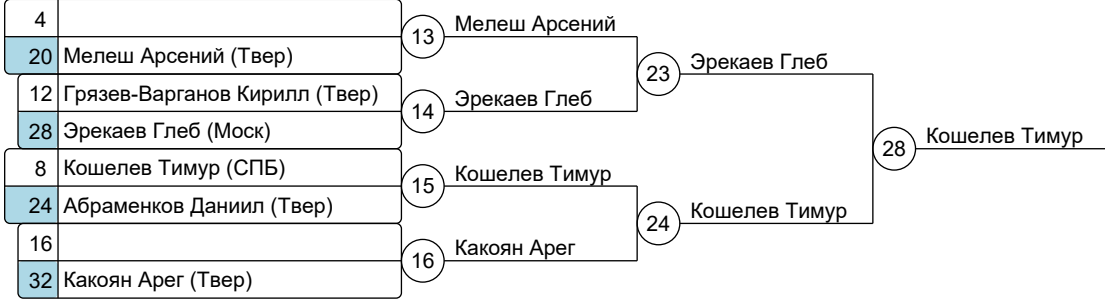 4
20 Мелеш Арсений (Твер)
12 Грязев-Варганов Кирилл (Твер)
28 Эрекаев Глеб (Моск)
8 Кошелев Тимур (СПБ)
24 Абраменков Даниил (Твер)
16
32 Какоян Арег (Твер)
13 Мелеш Арсений
14 Эрекаев Глеб
15 Кошелев Тимур
16 Какоян Арег
23 Эрекаев Глеб
24 Кошелев Тимур
28 Кошелев Тимур